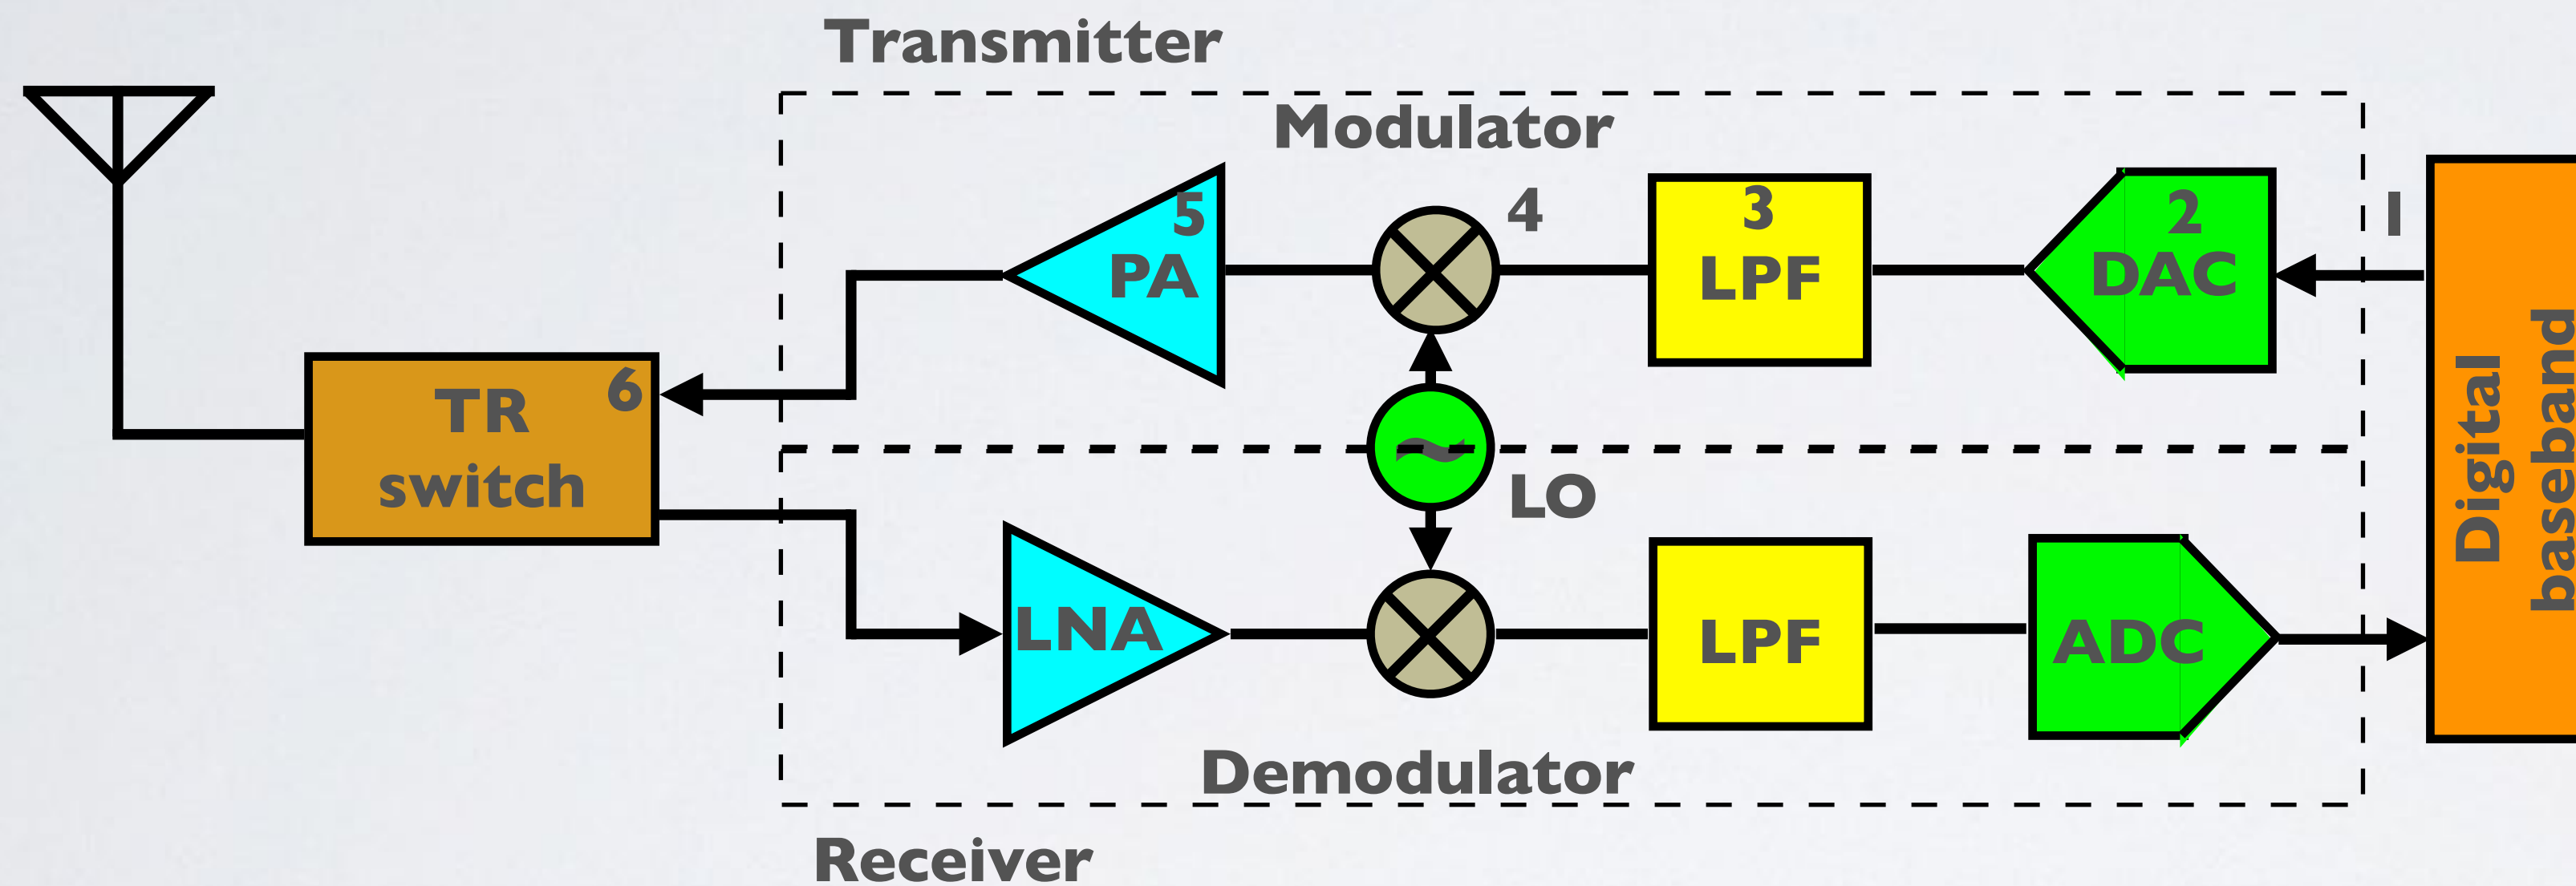 Transmitter
Modulator
5
PA
4
3
LPF
2
DAC
1
Digital
baseband
TR
switch
6
~
LO
LNA
LPF
ADC
Demodulator
Receiver